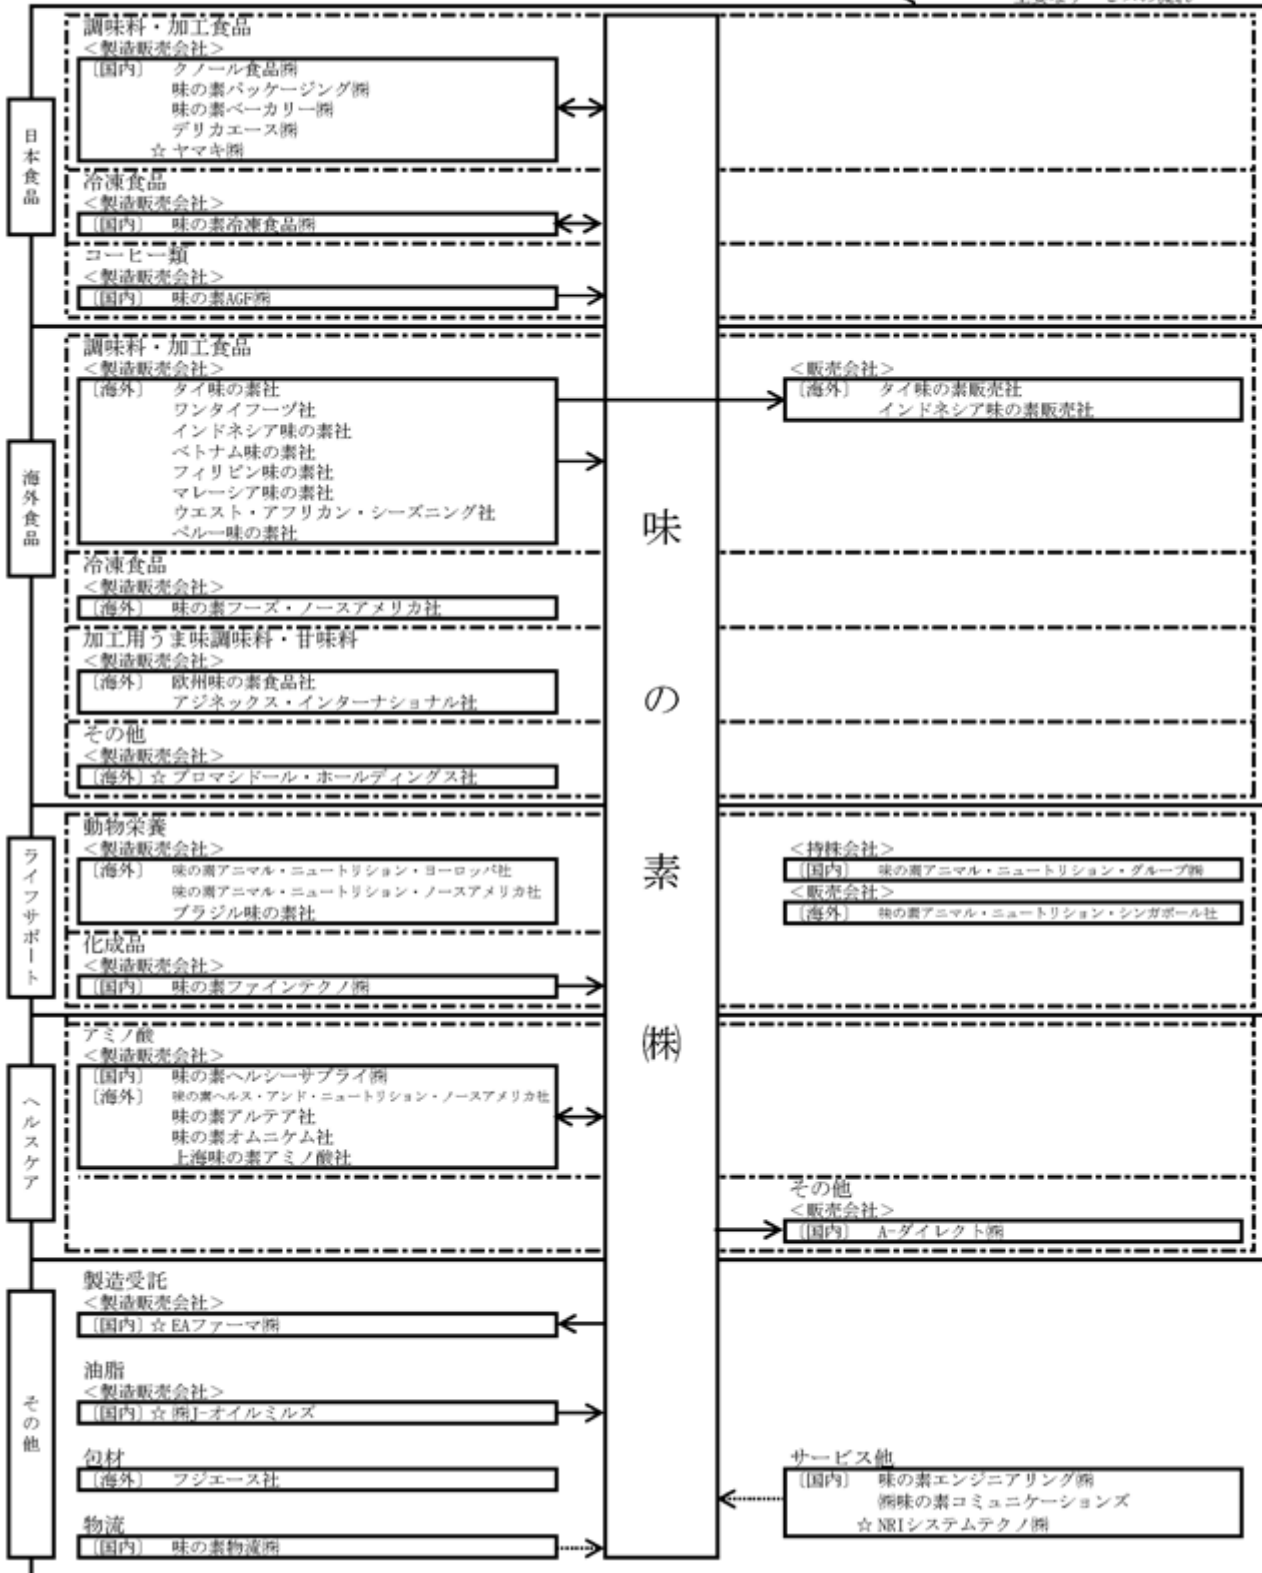 調味料・加工食品
＜製造販売会社＞
〔国内〕 クノール食品㈱
味の素パッケージング㈱
味の素ベーカリー㈱
デリカエース㈱
☆ ヤマキ㈱
冷凍食品
＜製造販売会社＞
〔国内〕 味の素冷凍食品㈱
コーヒー類
＜製造販売会社＞
〔国内〕 味の素AGF㈱
日本食品
調味料・加工食品
＜製造販売会社＞
〔海外〕 タイ味の素社
ワンタイフーヅ社
インドネシア味の素社
ベトナム味の素社
フィリピン味の素社
マレーシア味の素社
ウエスト・アフリカン・シーズニング社
ペルー味の素社
＜販売会社＞
〔海外〕 タイ味の素販売社
インドネシア味の素販売社
冷凍食品
＜製造販売会社＞
〔海外〕 味の素フーズ・ノースアメリカ社
加工用うま味調味料・甘味料
＜製造販売会社＞
〔海外〕 欧州味の素食品社
アジネックス・インターナショナル社
その他
＜製造販売会社＞
〔海外〕 ☆ プロマシドール・ホールディングス社
海外食品
味の素㈱
動物栄養
＜製造販売会社＞
〔海外〕 味の素アニマル・ニュートリション・ヨーロッパ社
味の素アニマル・ニュートリション・ノースアメリカ社
ブラジル味の素社
＜持株会社＞
〔国内〕 味の素アニマル・ニュートリション・グループ㈱
＜販売会社＞
〔海外〕 味の素アニマル・ニュートリション・シンガポール社
化成品
＜製造販売会社＞
〔国内〕 味の素ファインテクノ㈱
ライフサポート
アミノ酸
＜製造販売会社＞
〔国内〕 味の素ヘルシーサプライ㈱
〔海外〕 味の素ヘルス・アンド・ニュートリション・ノースアメリカ社
味の素アルテア社
味の素オムニケム社
上海味の素アミノ酸社
その他
＜販売会社＞
〔国内〕 A-ダイレクト㈱
ヘルスケア
製造受託
＜製造販売会社＞
〔国内〕 ☆ EAファーマ㈱
油脂
＜製造販売会社＞
〔国内〕 ☆ ㈱J-オイルミルズ
包材
〔海外〕 フジエース社
物流
〔国内〕 味の素物流㈱
サービス他
〔国内〕 味の素エンジニアリング㈱
㈱味の素コミュニケーションズ
☆ NRIシステムテクノ㈱
その他